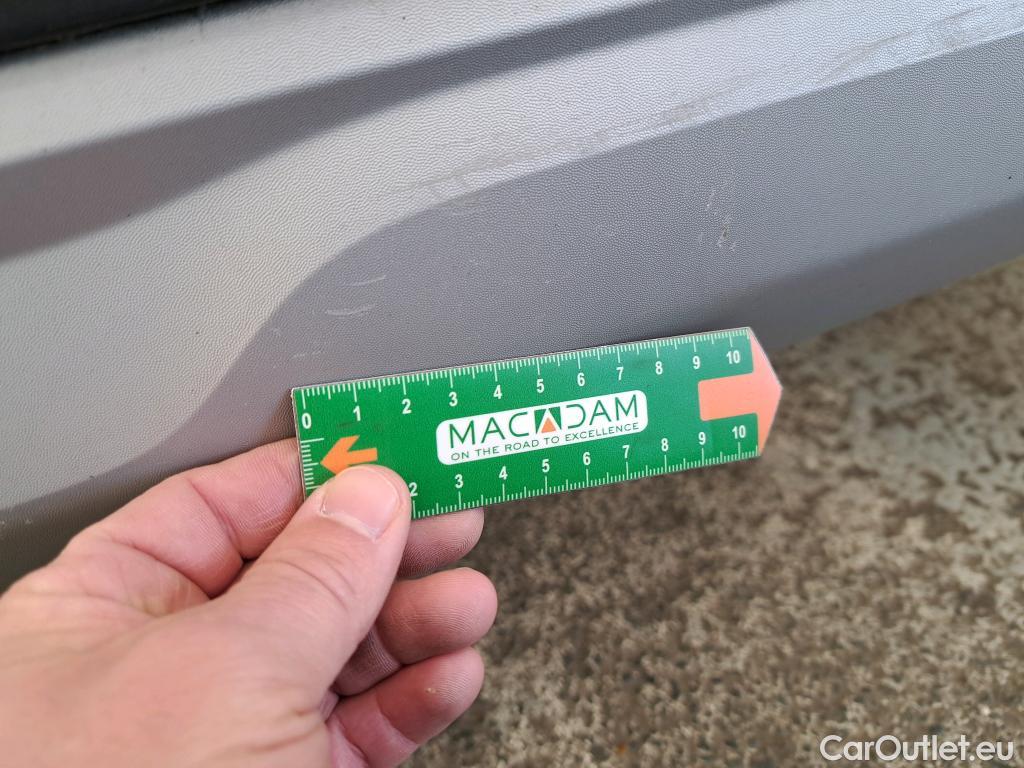 0 1 2 3 4 5 6 7 8 9 10
MACADAM
ON THE ROAD TO EXCELLENCE
2 3 4 5 6 7 8 9 10
CarOutlet.eu